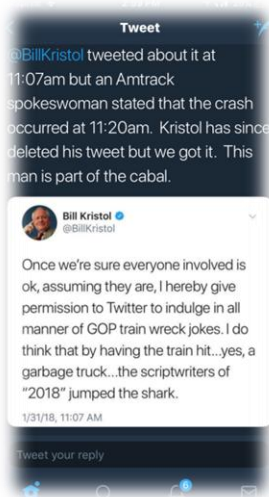 Tweet
@BillKristol tweeted about it at
11:07am but an Amtrack
spokeswoman stated that the crash
occurred at 11:20am. Kristol has since
deleted his tweet but we got it. This
man is part of the cabal.
Bill Kristol
@BillKristol
Once we're sure everyone involved is
ok, assuming they are, I hereby give
permission to Twitter to indulge in all
manner of GOP train wreck jokes. I do
think that by having the train hit...yes, a
garbage truck...the scriptwriters of
"2018" jumped the shark.
1/31/18, 11:07 AM
Tweet your reply
6